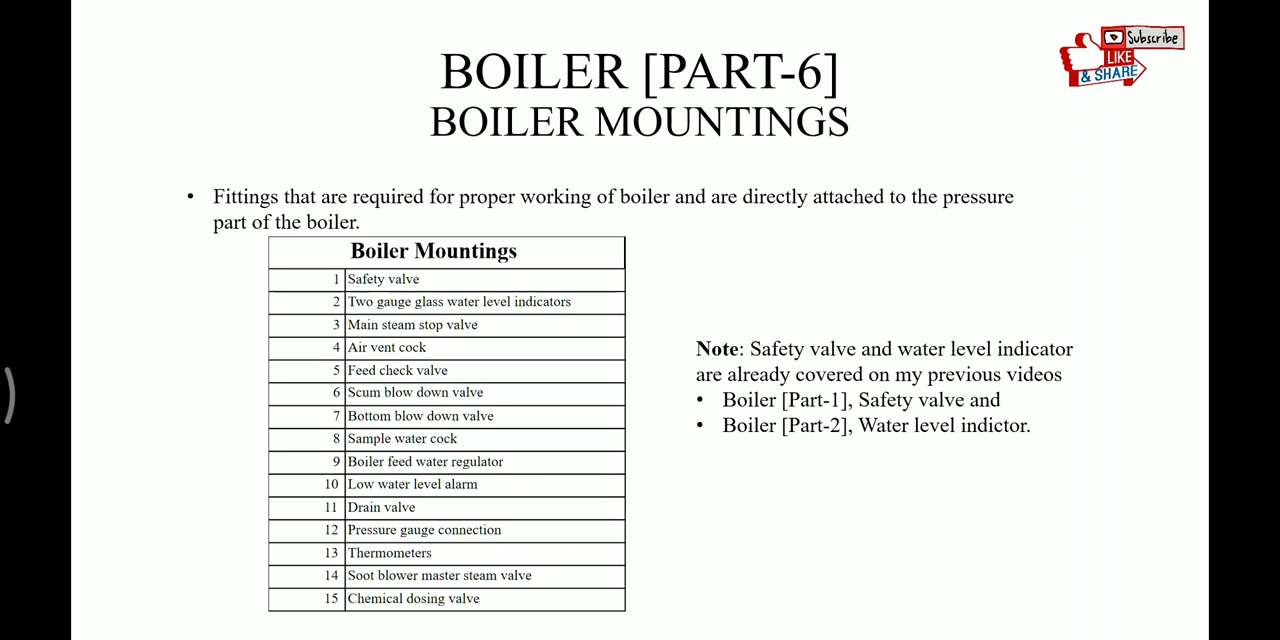 Subscribe
LIKE
& SHARE
BOILER [PART-6]
BOILER MOUNTINGS
• Fittings that are required for proper working of boiler and are directly attached to the pressure
part of the boiler.
Boiler Mountings
1 Safety valve
2 Two gauge glass water level indicators
3 Main steam stop valve
4 Air vent cock
5 Feed check valve
6 Scum blow down valve
7 Bottom blow down valve
8 Sample water cock
9 Boiler feed water regulator
10 Low water level alarm
11 Drain valve
12 Pressure gauge connection
13 Thermometers
14 Soot blower master steam valve
15 Chemical dosing valve
Note: Safety valve and water level indicator
are already covered on my previous videos
• Boiler [Part-1], Safety valve and
• Boiler [Part-2], Water level indictor.